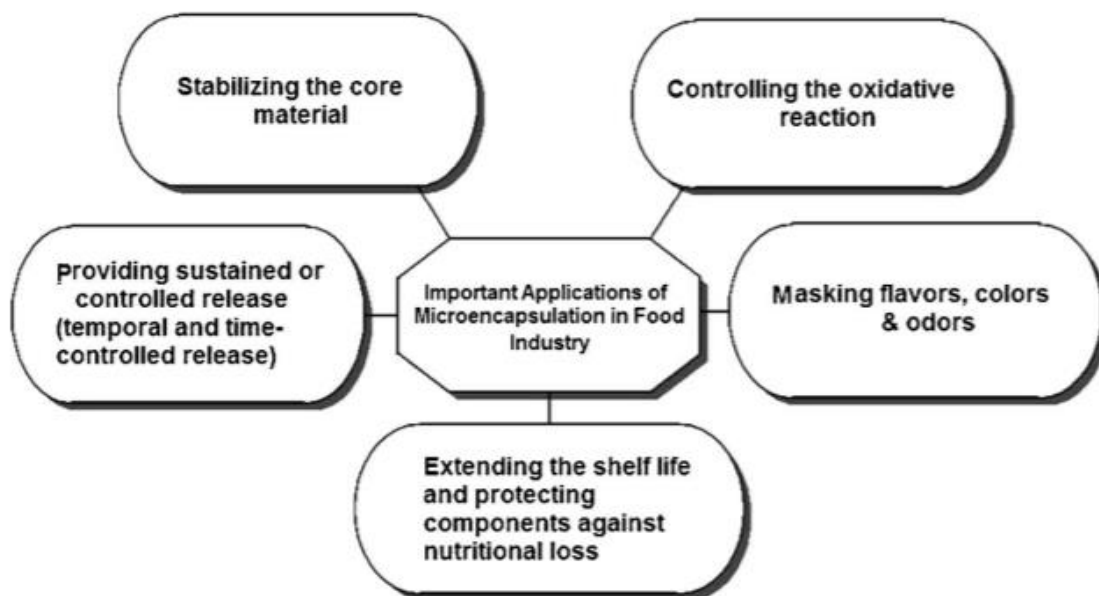 Stabilizing the core
material
Controlling the oxidative
reaction
Providing sustained or
controlled release
(temporal and time-
controlled release)
Important Applications of
Microencapsulation in Food
Industry
Masking flavors, colors
& odors
Extending the shelf life
and protecting
components against
nutritional loss